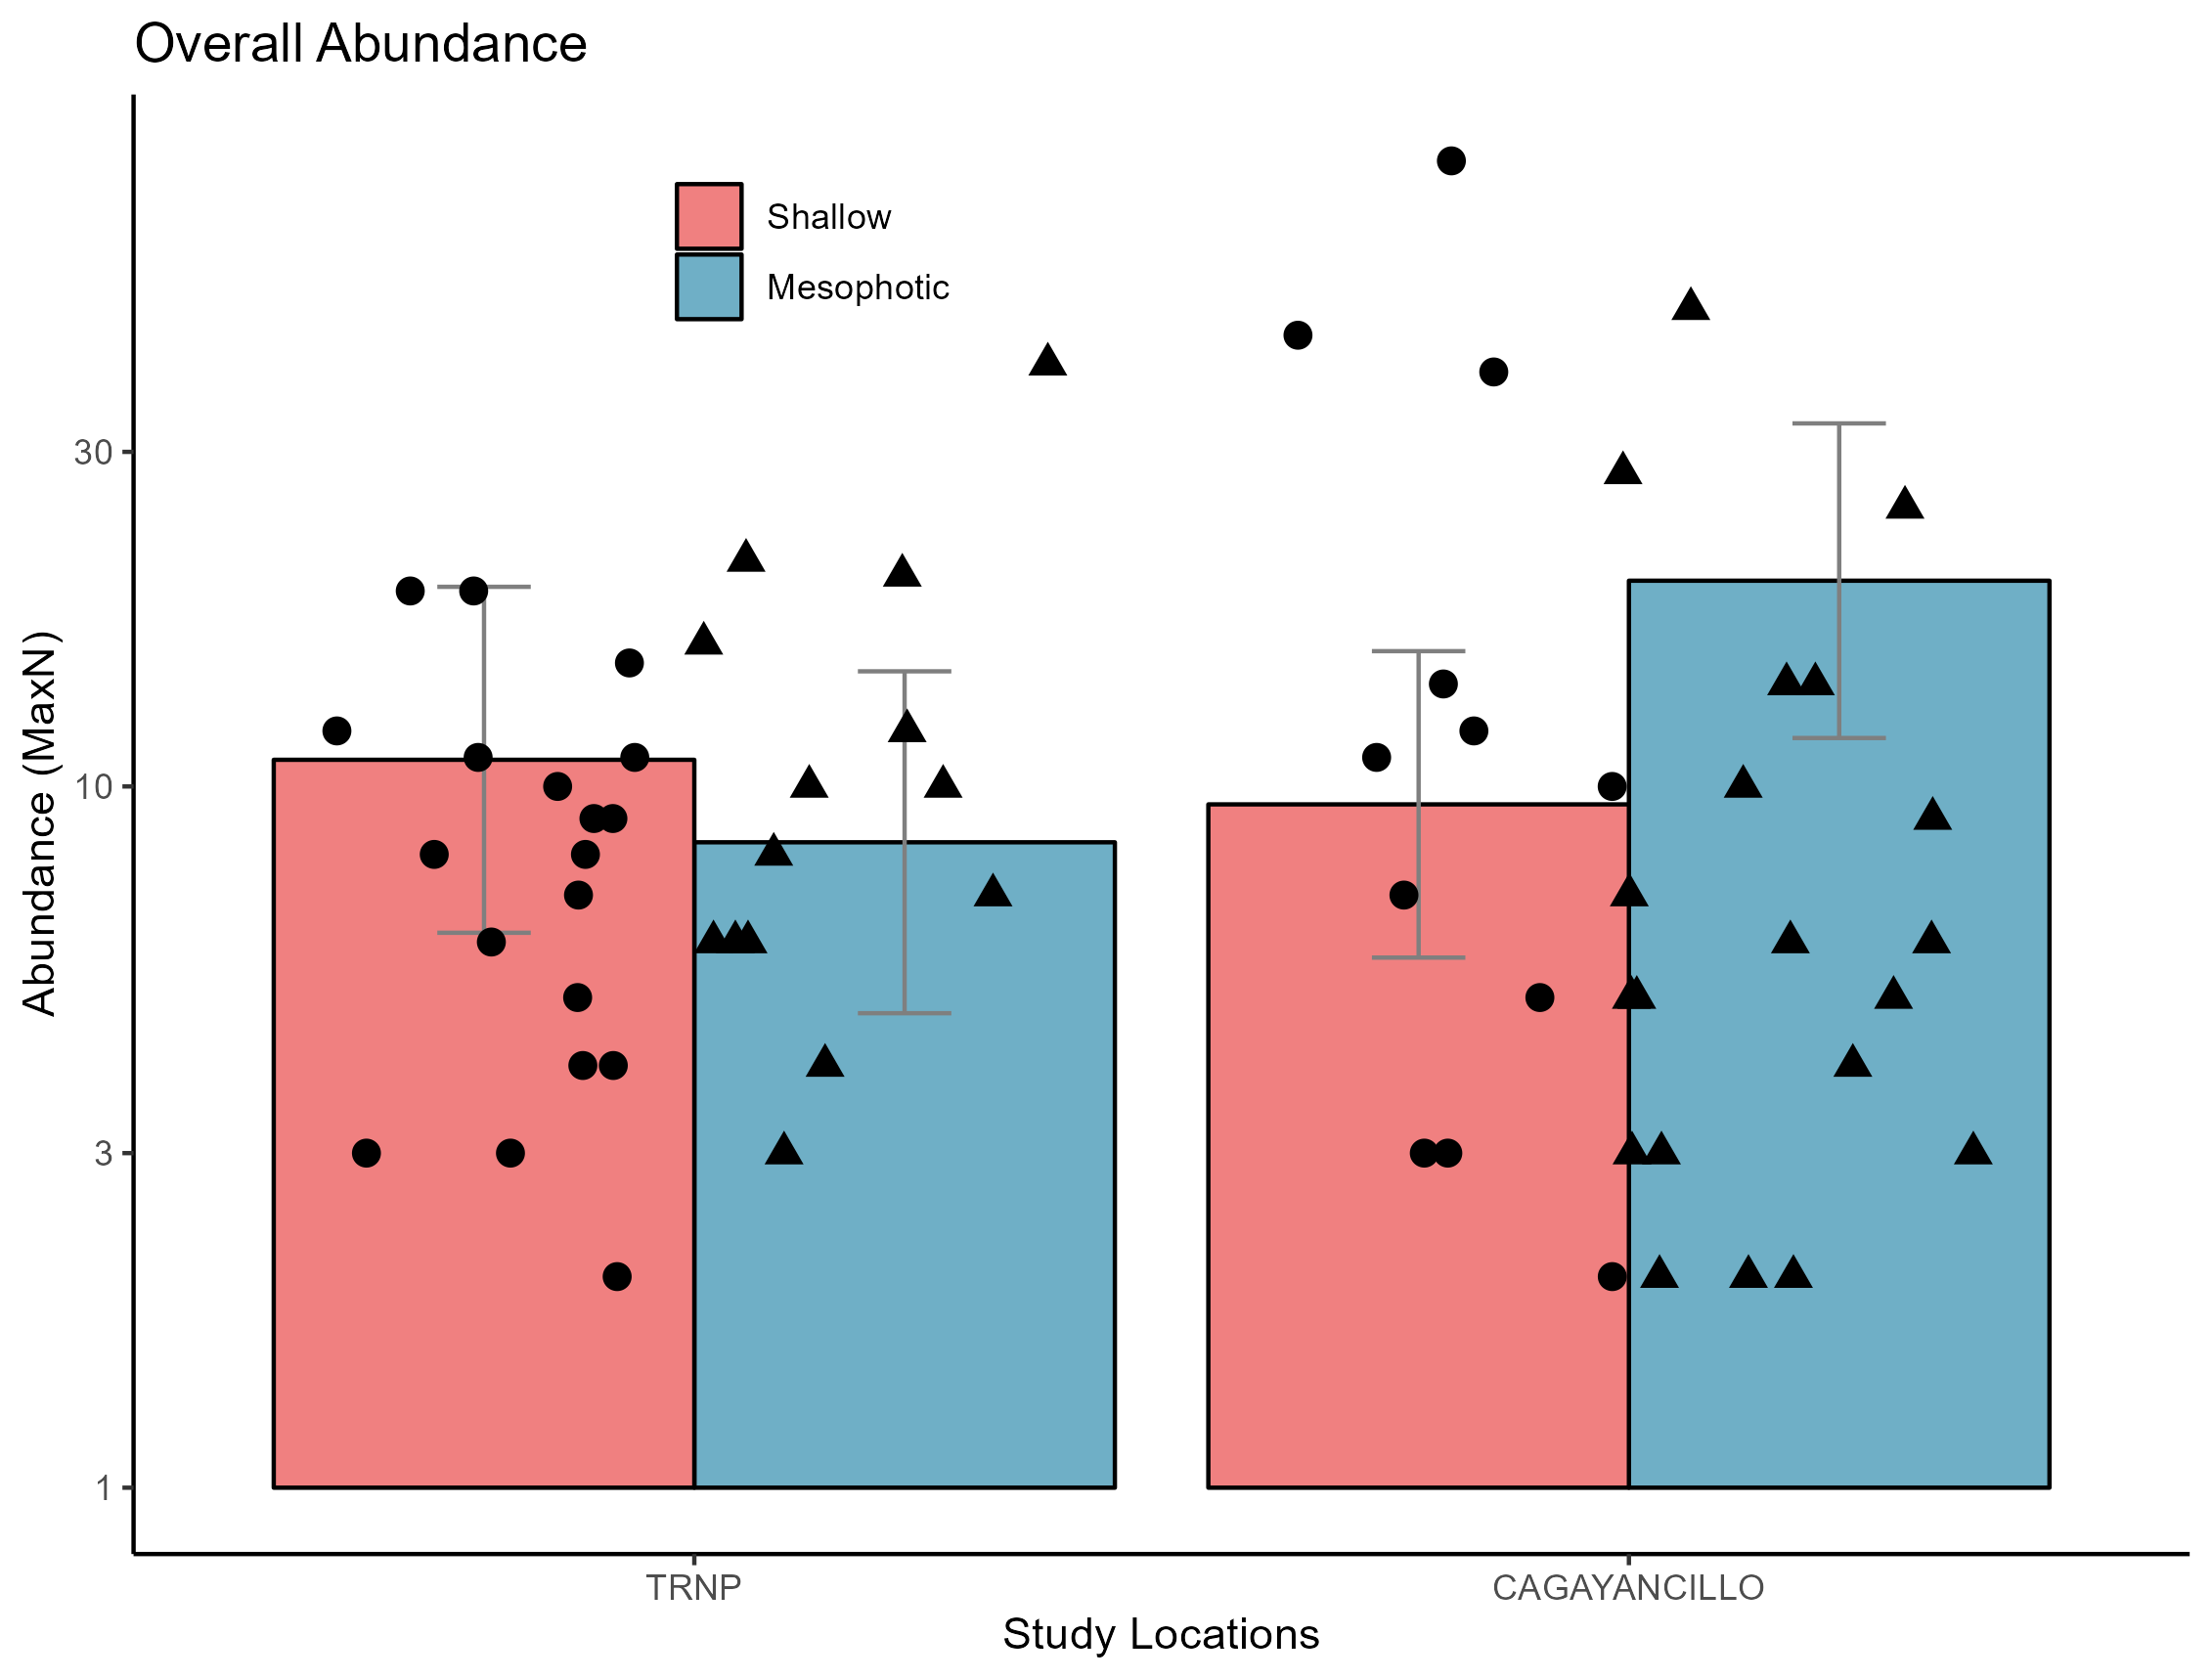 Overall Abundance
Shallow
Mesophotic
Abundance (MaxN)
30
10
3
1
TRNP
CAGAYANCILLO
Study Locations